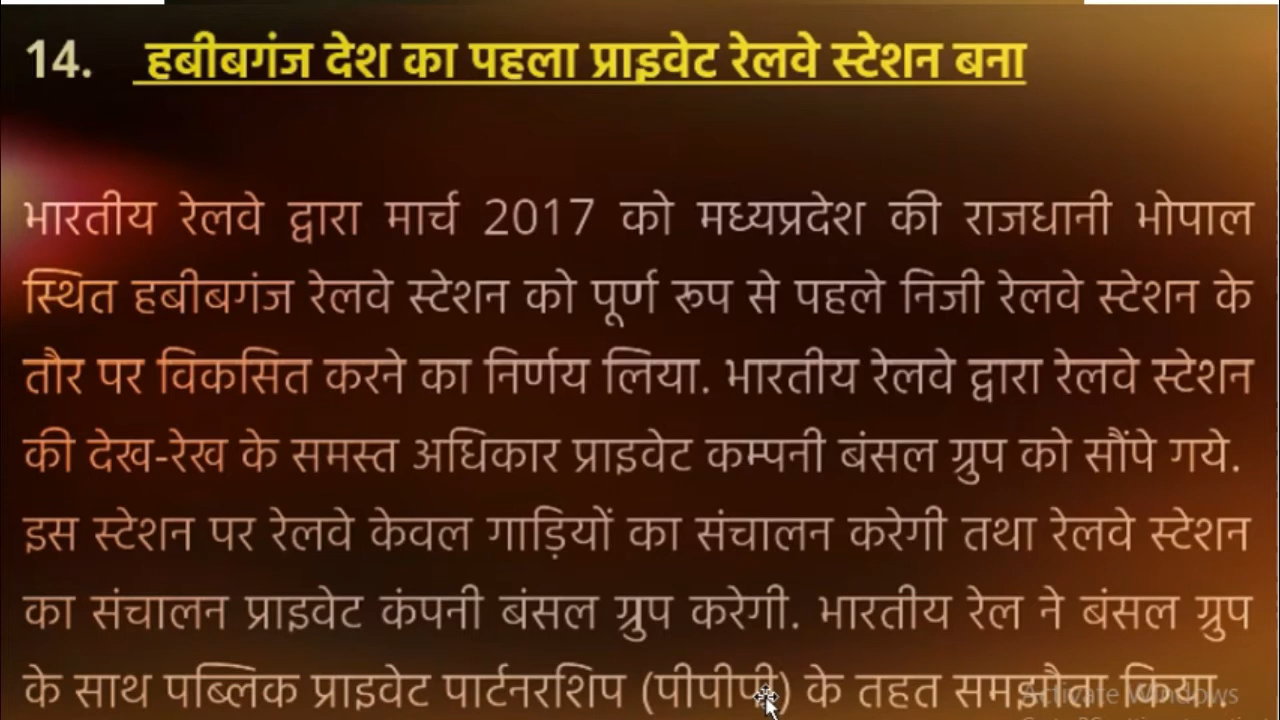 14. हबीबगंज देश का पहला प्राइवेट रेलवे स्टेशन बना
भारतीय रेलवे द्वारा मार्च 2017 को मध्यप्रदेश की राजधानी भोपाल
स्थित हबीबगंज रेलवे स्टेशन को पूर्ण रूप से पहले निजी रेलवे स्टेशन के
तौर पर विकसित करने का निर्णय लिया. भारतीय रेलवे द्वारा रेलवे स्टेशन
की देख-रेख के समस्त अधिकार प्राइवेट कम्पनी बंसल ग्रुप को सौंपे गये.
इस स्टेशन पर रेलवे केवल गाड़ियों का संचालन करेगी तथा रेलवे स्टेशन
का संचालन प्राइवेट कंपनी बंसल ग्रुप करेगी. भारतीय रेल ने बंसल ग्रुप
के साथ पब्लिक प्राइवेट पार्टनरशिप (पीपीपी) के तहत समझौता किया.
Activate Windows